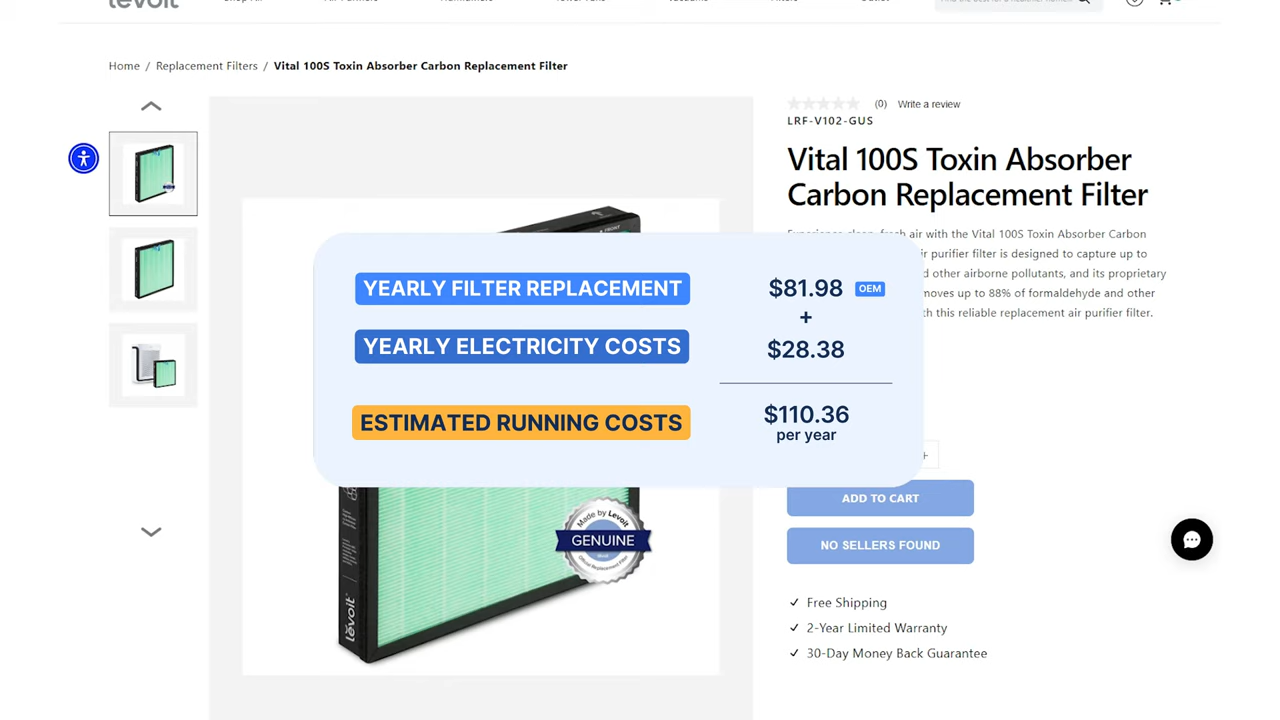 levoit
Home / Replacement Filters / Vital 100S Toxin Absorber Carbon Replacement Filter
(0) Write a review
LRF-V102-GUS
Vital 100S Toxin Absorber
Carbon Replacement Filter
Experience clean, fresh air with the Vital 100S Toxin Absorber Carbon
ir purifier filter is designed to capture up to
d other airborne pollutants, and its proprietary
moves up to 88% of formaldehyde and other
th this reliable replacement air purifier filter.
YEARLY FILTER REPLACEMENT $81.98 OEM
+
YEARLY ELECTRICITY COSTS $28.38
ESTIMATED RUNNING COSTS $110.36
per year
+
ADD TO CART
NO SELLERS FOUND
Made by Levoit
GENUINE
Official Replacement Filter
levoit
✓ Free Shipping
✓ 2-Year Limited Warranty
✓ 30-Day Money Back Guarantee